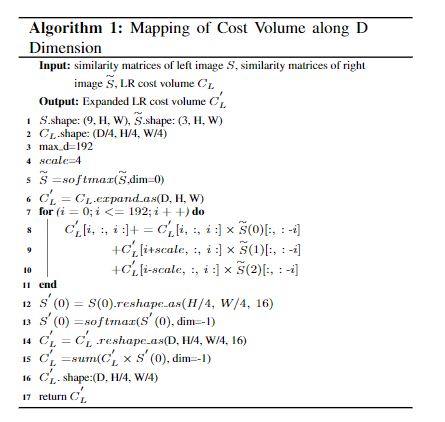 Algorithm 1: Mapping of Cost Volume along D
Dimension
Input: similarity matrices of left image S, similarity matrices of right
image S̃, LR cost volume C_L
Output: Expanded LR cost volume C′_L
1 S.shape: (9, H, W), S̃.shape: (3, H, W)
2 C_L.shape: (D/4, H/4, W/4)
3 max_d=192
4 scale=4
5 S̃ =softmax(S̃,dim=0)
6 C′_L = C_L.expand_as(D, H, W)
7 for (i = 0; i <= 192; i + +) do
8 C′_L[i, :, i :]+ = C′_L[i, :, i :] × S̃(0)[:, : -i]
9 +C′_L[i+scale, :, i :] × S̃(1)[:, : -i]
10 +C′_L[i-scale, :, i :] × S̃(2)[:, : -i]
11 end
12 S′(0) = S(0).reshape_as(H/4, W/4, 16)
13 S′(0) =softmax(S′(0), dim=-1)
14 C′_L = C′_L.reshape_as(D, H/4, W/4, 16)
15 C′_L =sum(C′_L × S′(0), dim=-1)
16 C′_L. shape:(D, H/4, W/4)
17 return C′_L